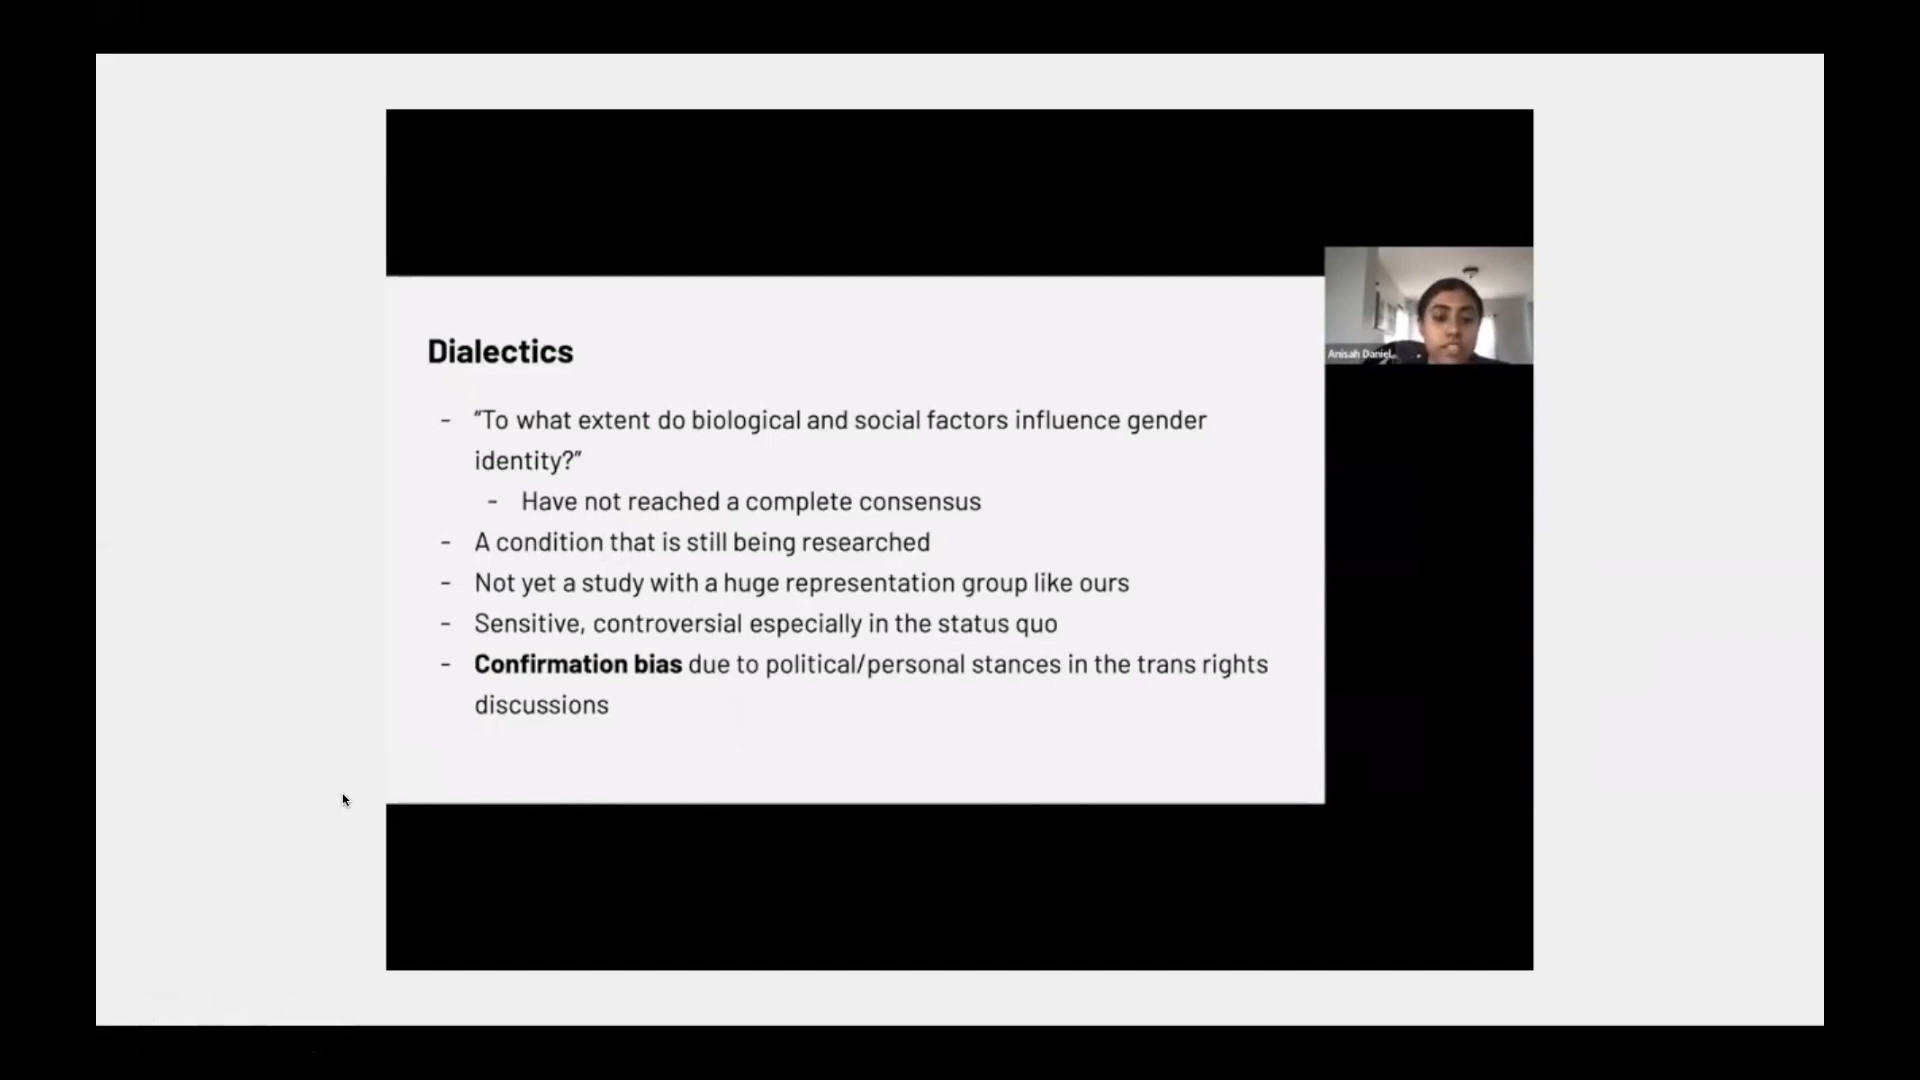 Dialectics
- "To what extent do biological and social factors influence gender
identity?"
- Have not reached a complete consensus
- A condition that is still being researched
- Not yet a study with a huge representation group like ours
- Sensitive, controversial especially in the status quo
- Confirmation bias due to political/personal stances in the trans rights
discussions
Anisah Daniel...